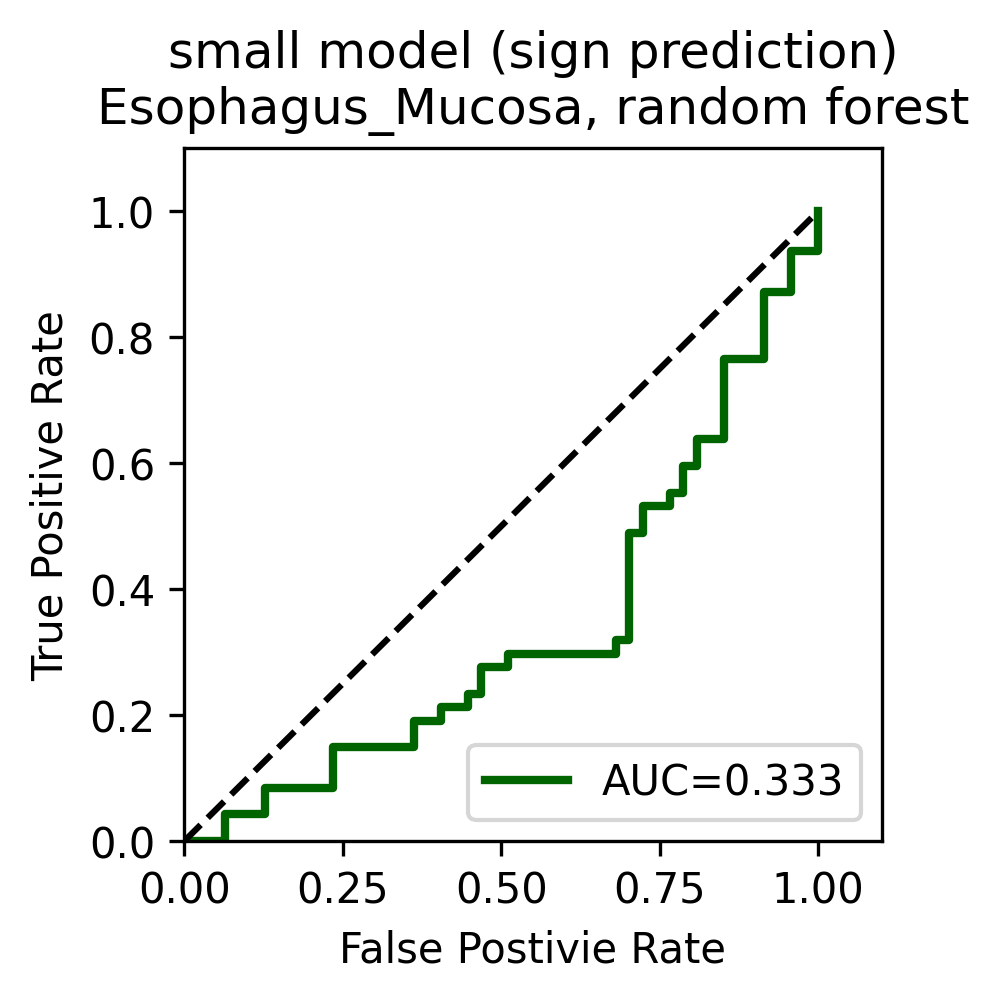 small model (sign prediction)
Esophagus_Mucosa, random forest
1.0
0.8
0.6
0.4
0.2
0.0
True Positive Rate
AUC=0.333
0.00 0.25 0.50 0.75 1.00
False Postivie Rate